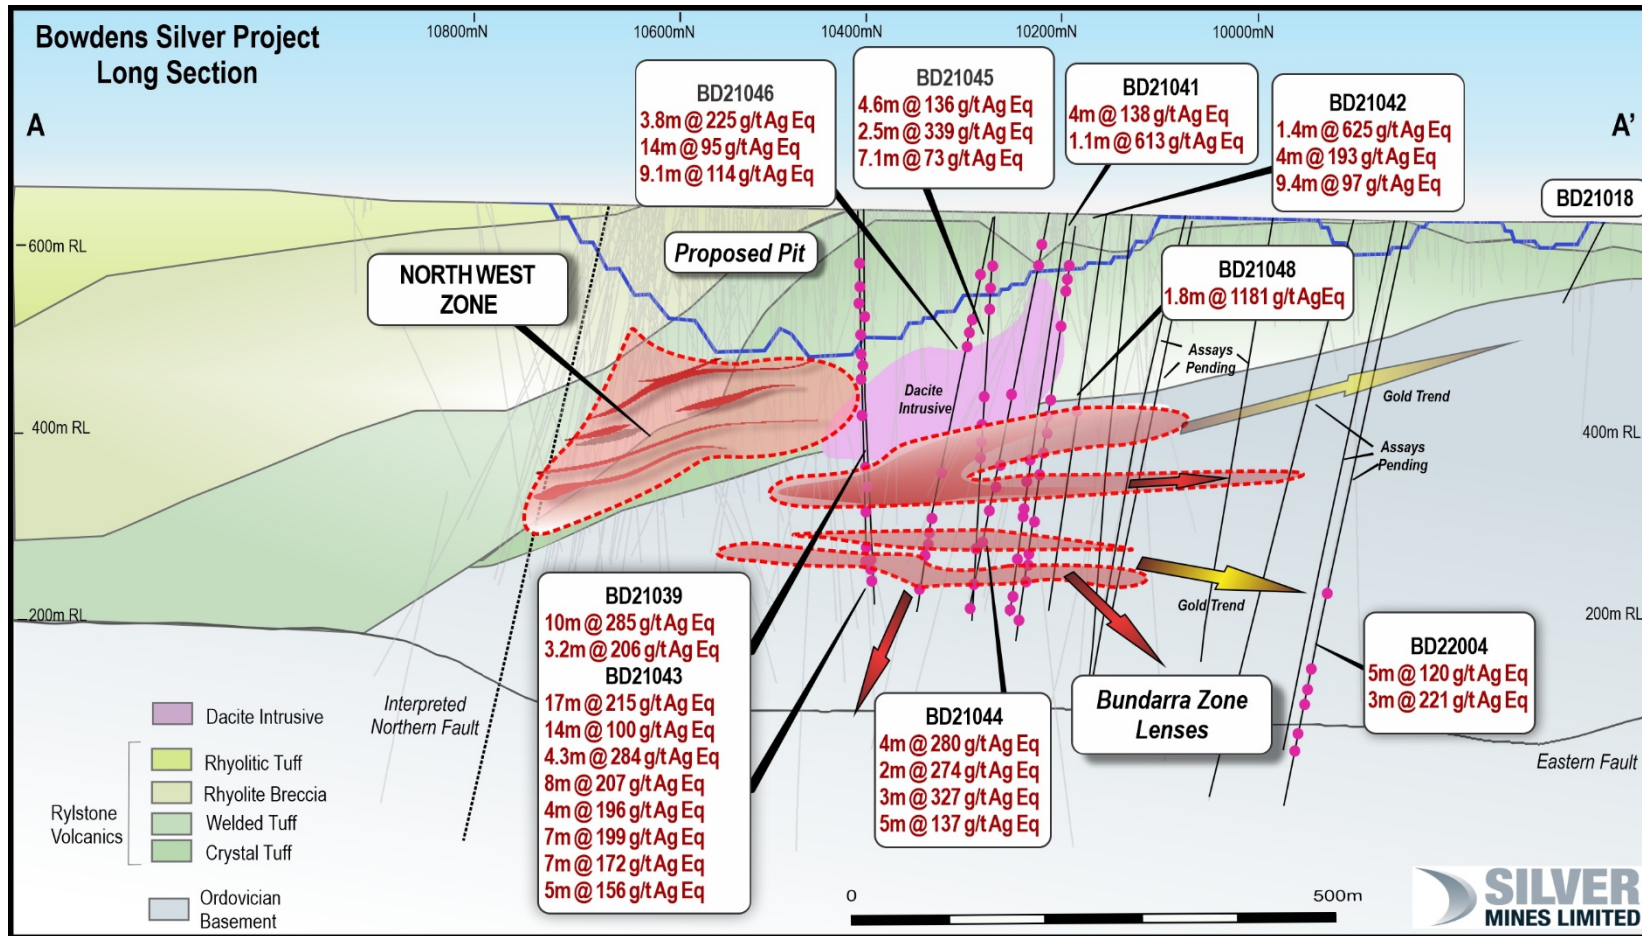 Bowdens Silver Project
Long Section
10800mN
10600mN
10400mN
10200mN
10000mN
A
A'
BD21046
3.8m @ 225 g/t Ag Eq
14m @ 95 g/t Ag Eq
9.1m @ 114 g/t Ag Eq
BD21045
4.6m @ 136 g/t Ag Eq
2.5m @ 339 g/t Ag Eq
7.1m @ 73 g/t Ag Eq
BD21041
4m @ 138 g/t Ag Eq
1.1m @ 613 g/t Ag Eq
BD21042
1.4m @ 625 g/t Ag Eq
4m @ 193 g/t Ag Eq
9.4m @ 97 g/t Ag Eq
BD21018
600m RL
Proposed Pit
NORTH WEST
ZONE
BD21048
1.8m @ 1181 g/t AgEq
Assays
Pending
Dacite
Intrusive
Gold Trend
400m RL
400m RL
Assays
Pending
BD21039
10m @ 285 g/t Ag Eq
3.2m @ 206 g/t Ag Eq
BD21043
17m @ 215 g/t Ag Eq
14m @ 100 g/t Ag Eq
4.3m @ 284 g/t Ag Eq
8m @ 207 g/t Ag Eq
4m @ 196 g/t Ag Eq
7m @ 199 g/t Ag Eq
7m @ 172 g/t Ag Eq
5m @ 156 g/t Ag Eq
Gold Trend
200m RL
200m RL
BD22004
5m @ 120 g/t Ag Eq
3m @ 221 g/t Ag Eq
BD21044
4m @ 280 g/t Ag Eq
2m @ 274 g/t Ag Eq
3m @ 327 g/t Ag Eq
5m @ 137 g/t Ag Eq
Bundarra Zone
Lenses
Interpreted
Northern Fault
Eastern Fault
Dacite Intrusive
Rylstone
Volcanics
Rhyolitic Tuff
Rhyolite Breccia
Welded Tuff
Crystal Tuff
Ordovician
Basement
0
500m
SILVER
MINES LIMITED